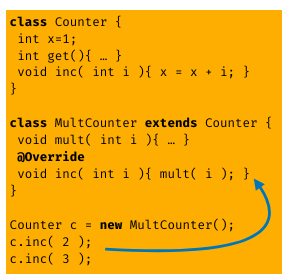 class Counter {
int x=1;
int get(){ … }
void inc( int i ){ x = x + i; }
}
class MultCounter extends Counter {
void mult( int i ){ … }
@Override
void inc( int i ){ mult( i ); }
}
Counter c = new MultCounter();
c.inc( 2 );
c.inc( 3 );